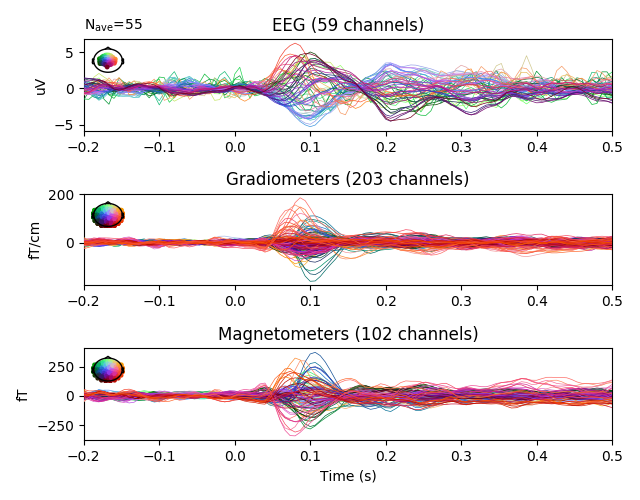 Nave=55
EEG (59 channels)
5
0
−5
uV
−0.2 −0.1 0.0 0.1 0.2 0.3 0.4 0.5
Gradiometers (203 channels)
200
0
fT/cm
−0.2 −0.1 0.0 0.1 0.2 0.3 0.4 0.5
Magnetometers (102 channels)
250
0
−250
fT
−0.2 −0.1 0.0 0.1 0.2 0.3 0.4 0.5
Time (s)